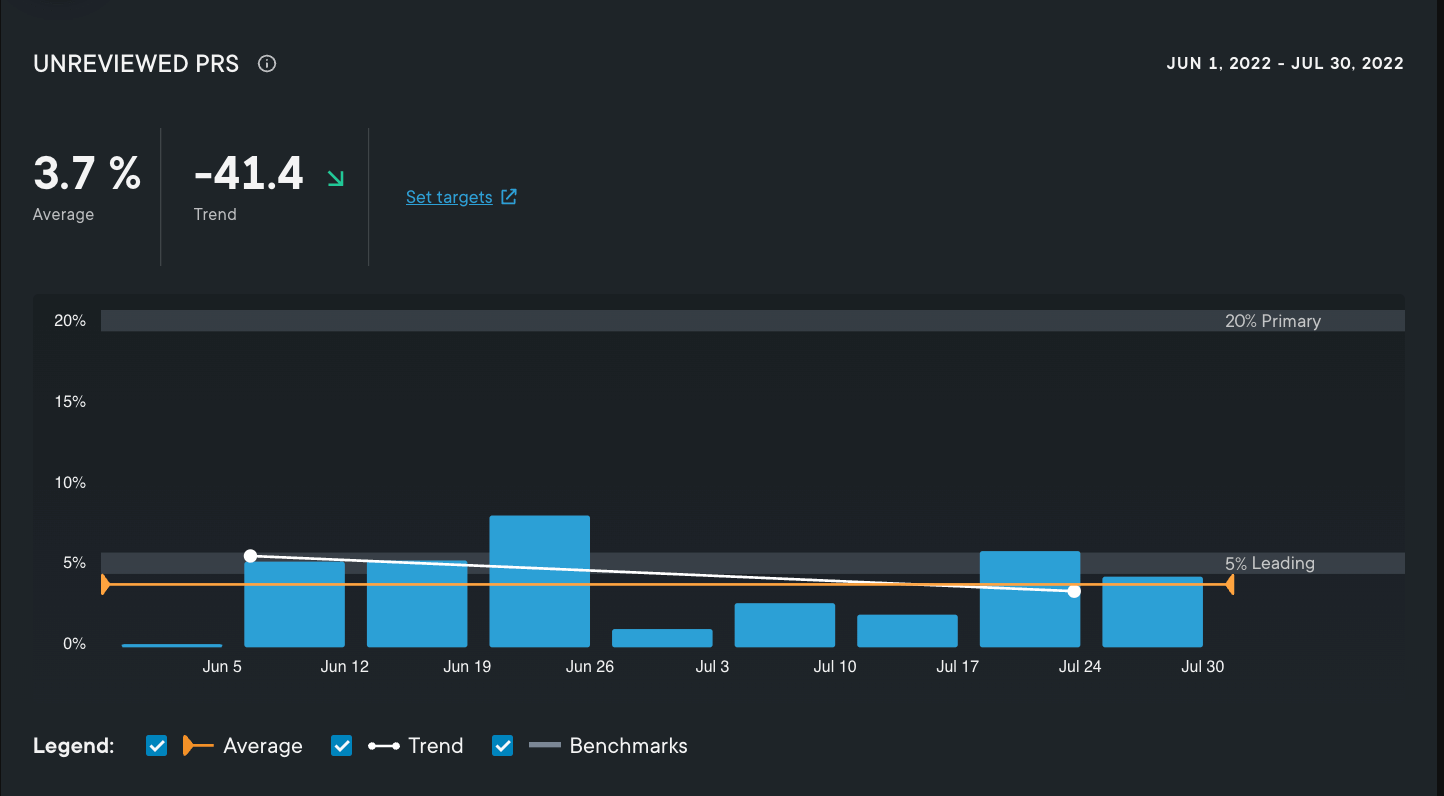 UNREVIEWED PRS
JUN 1, 2022 - JUL 30, 2022
3.7 %
Average
-41.4
Trend
Set targets
20%
20% Primary
15%
10%
5%
5% Leading
0%
Jun 5 Jun 12 Jun 19 Jun 26 Jul 3 Jul 10 Jul 17 Jul 24 Jul 30
Legend: Average Trend Benchmarks